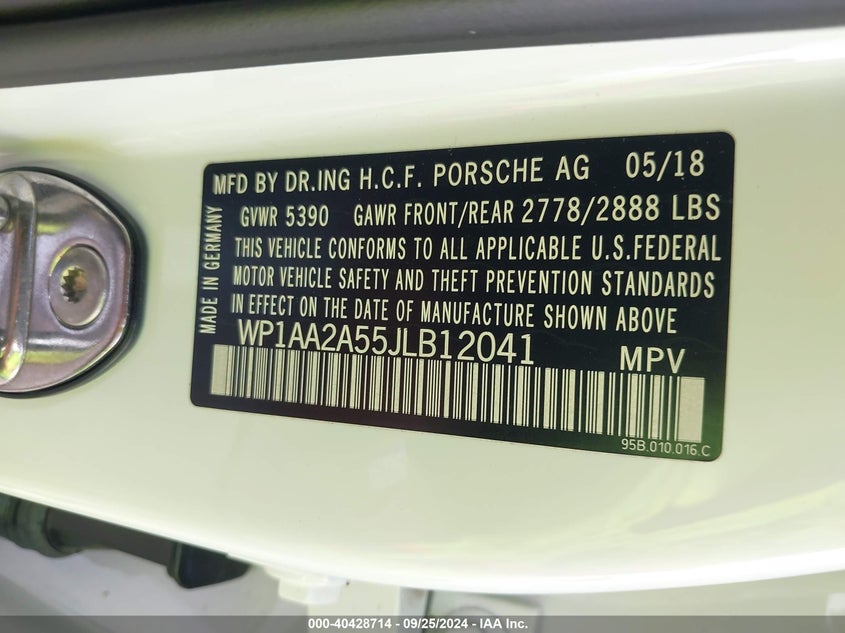 MFD BY DR.ING H.C.F. PORSCHE AG 05/18
GVWR 5390 GAWR FRONT/REAR 2778/2888 LBS
THIS VEHICLE CONFORMS TO ALL APPLICABLE U.S.FEDERAL
MOTOR VEHICLE SAFETY AND THEFT PREVENTION STANDARDS
IN EFFECT ON THE DATE OF MANUFACTURE SHOWN ABOVE
MADE IN GERMANY
WP1AA2A55JLB12041 MPV
95B.010.016.C
000-40428714 - 09/25/2024 - IAA Inc.